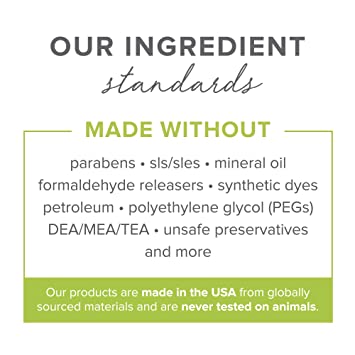 OUR INGREDIENT
standards
MADE WITHOUT
parabens • sls/sles • mineral oil
formaldehyde releasers • synthetic dyes
petroleum • polyethylene glycol (PEGs)
DEA/MEA/TEA • unsafe preservatives
and more
Our products are made in the USA from globally
sourced materials and are never tested on animals.